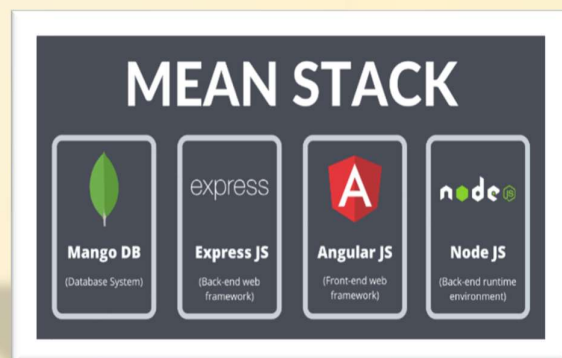 MEAN STACK
express
A
node JS
Mango DB
Express JS
Angular JS
Node JS
(Database System)
(Back-end web
framework)
(Front-end web
framework)
(Back-end runtime
environment)